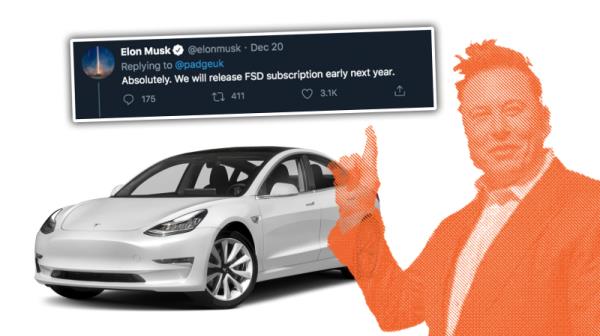 Elon Musk @elonmusk · Dec 20
Replying to @padgeuk
Absolutely. We will release FSD subscription early next year.
175 411 3.1K